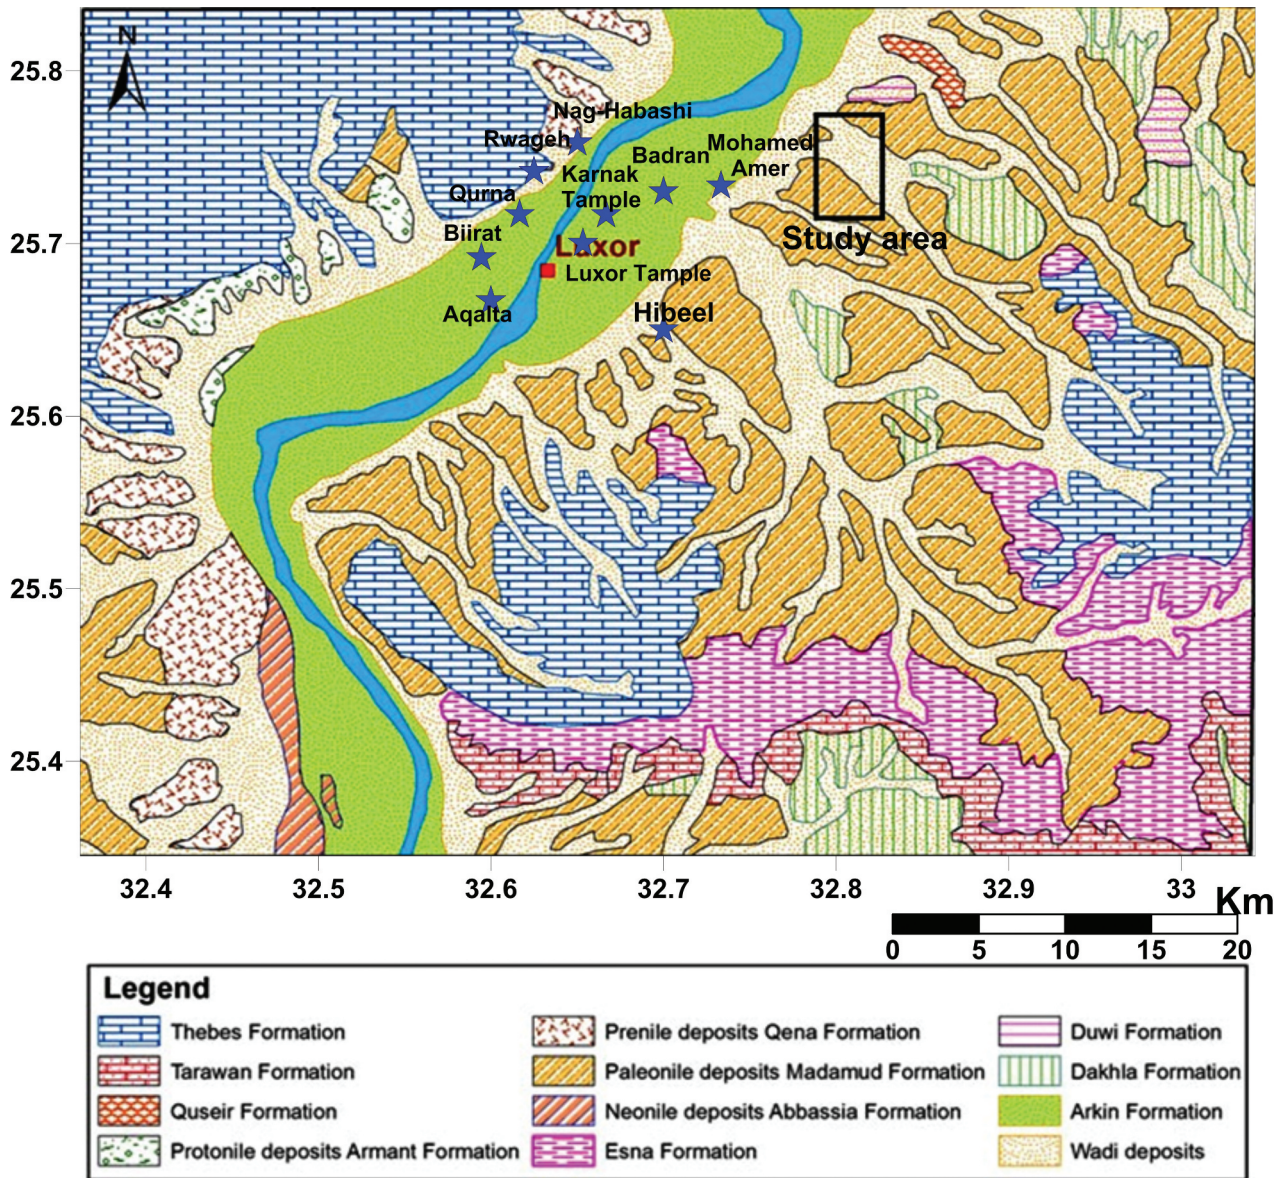 N
25.8
25.7
25.6
25.5
25.4
Nag-Habashi
Rwageh
Badran
Mohamed
Amer
Karnak
Tample
Qurna
Biirat
Luxor
Luxor Tample
Aqalta
Hibeel
Study area
32.4
32.5
32.6
32.7
32.8
32.9
33
Km
0
5
10
15
20
Legend
Thebes Formation
Tarawan Formation
Quseir Formation
Protonile deposits Armant Formation
Prenile deposits Qena Formation
Paleonile deposits Madamud Formation
Neonile deposits Abbassia Formation
Esna Formation
Duwi Formation
Dakhla Formation
Arkin Formation
Wadi deposits